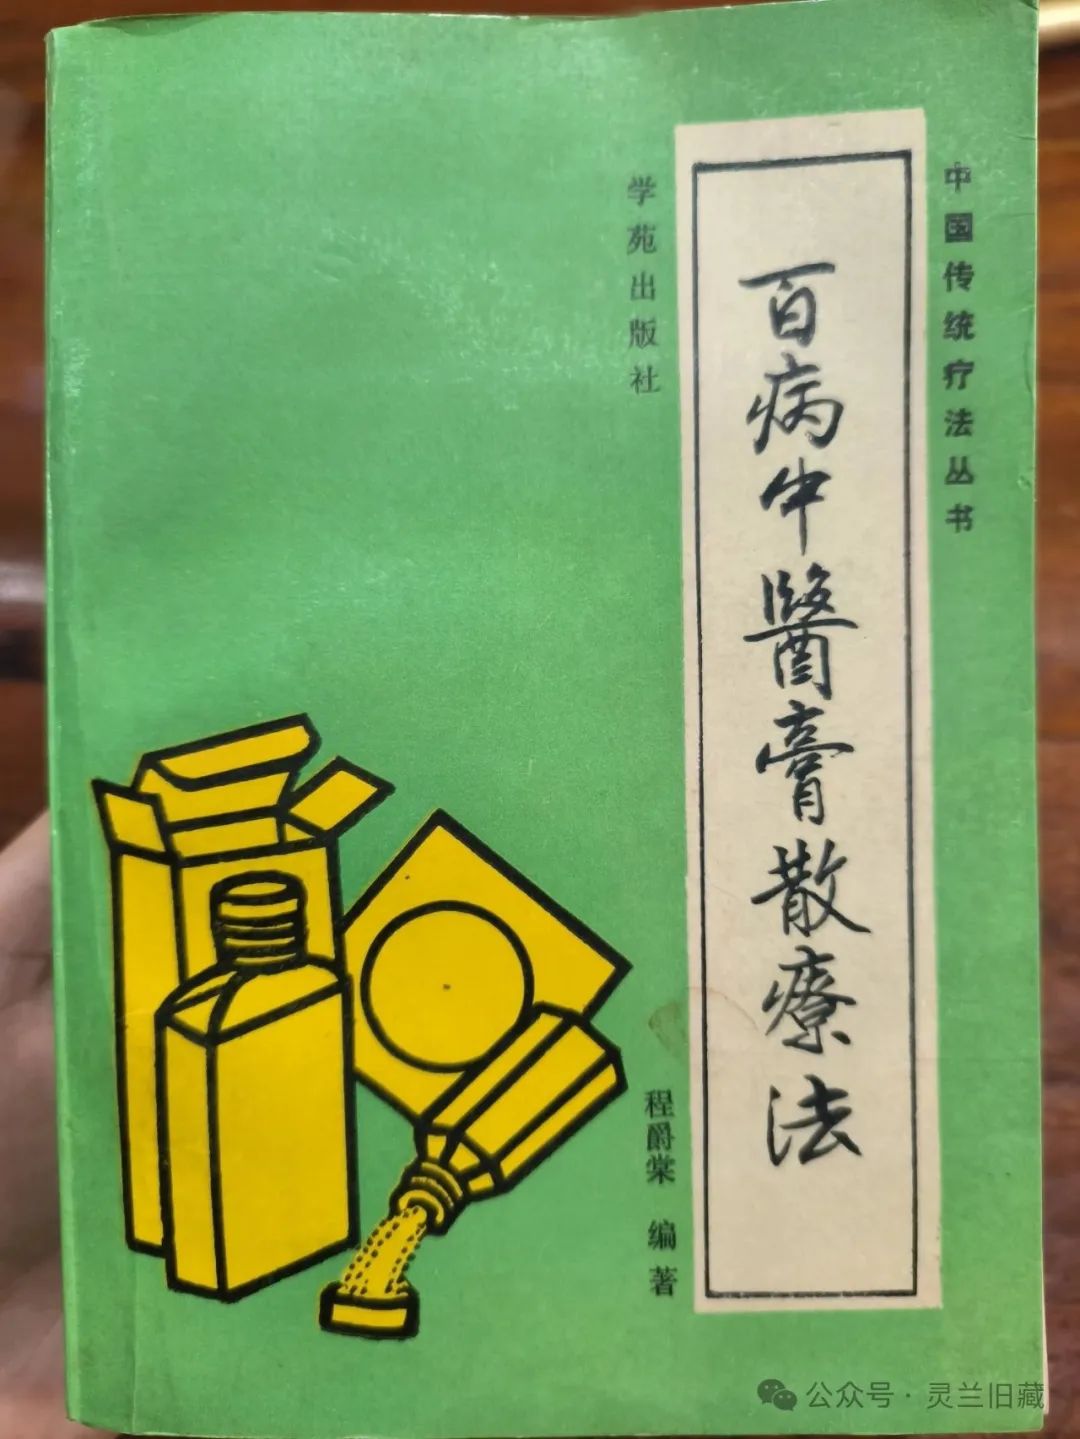 中国传统疗法丛书
百病中醫膏散療法
学苑出版社
程爵棠 编著
公众号·灵兰旧藏